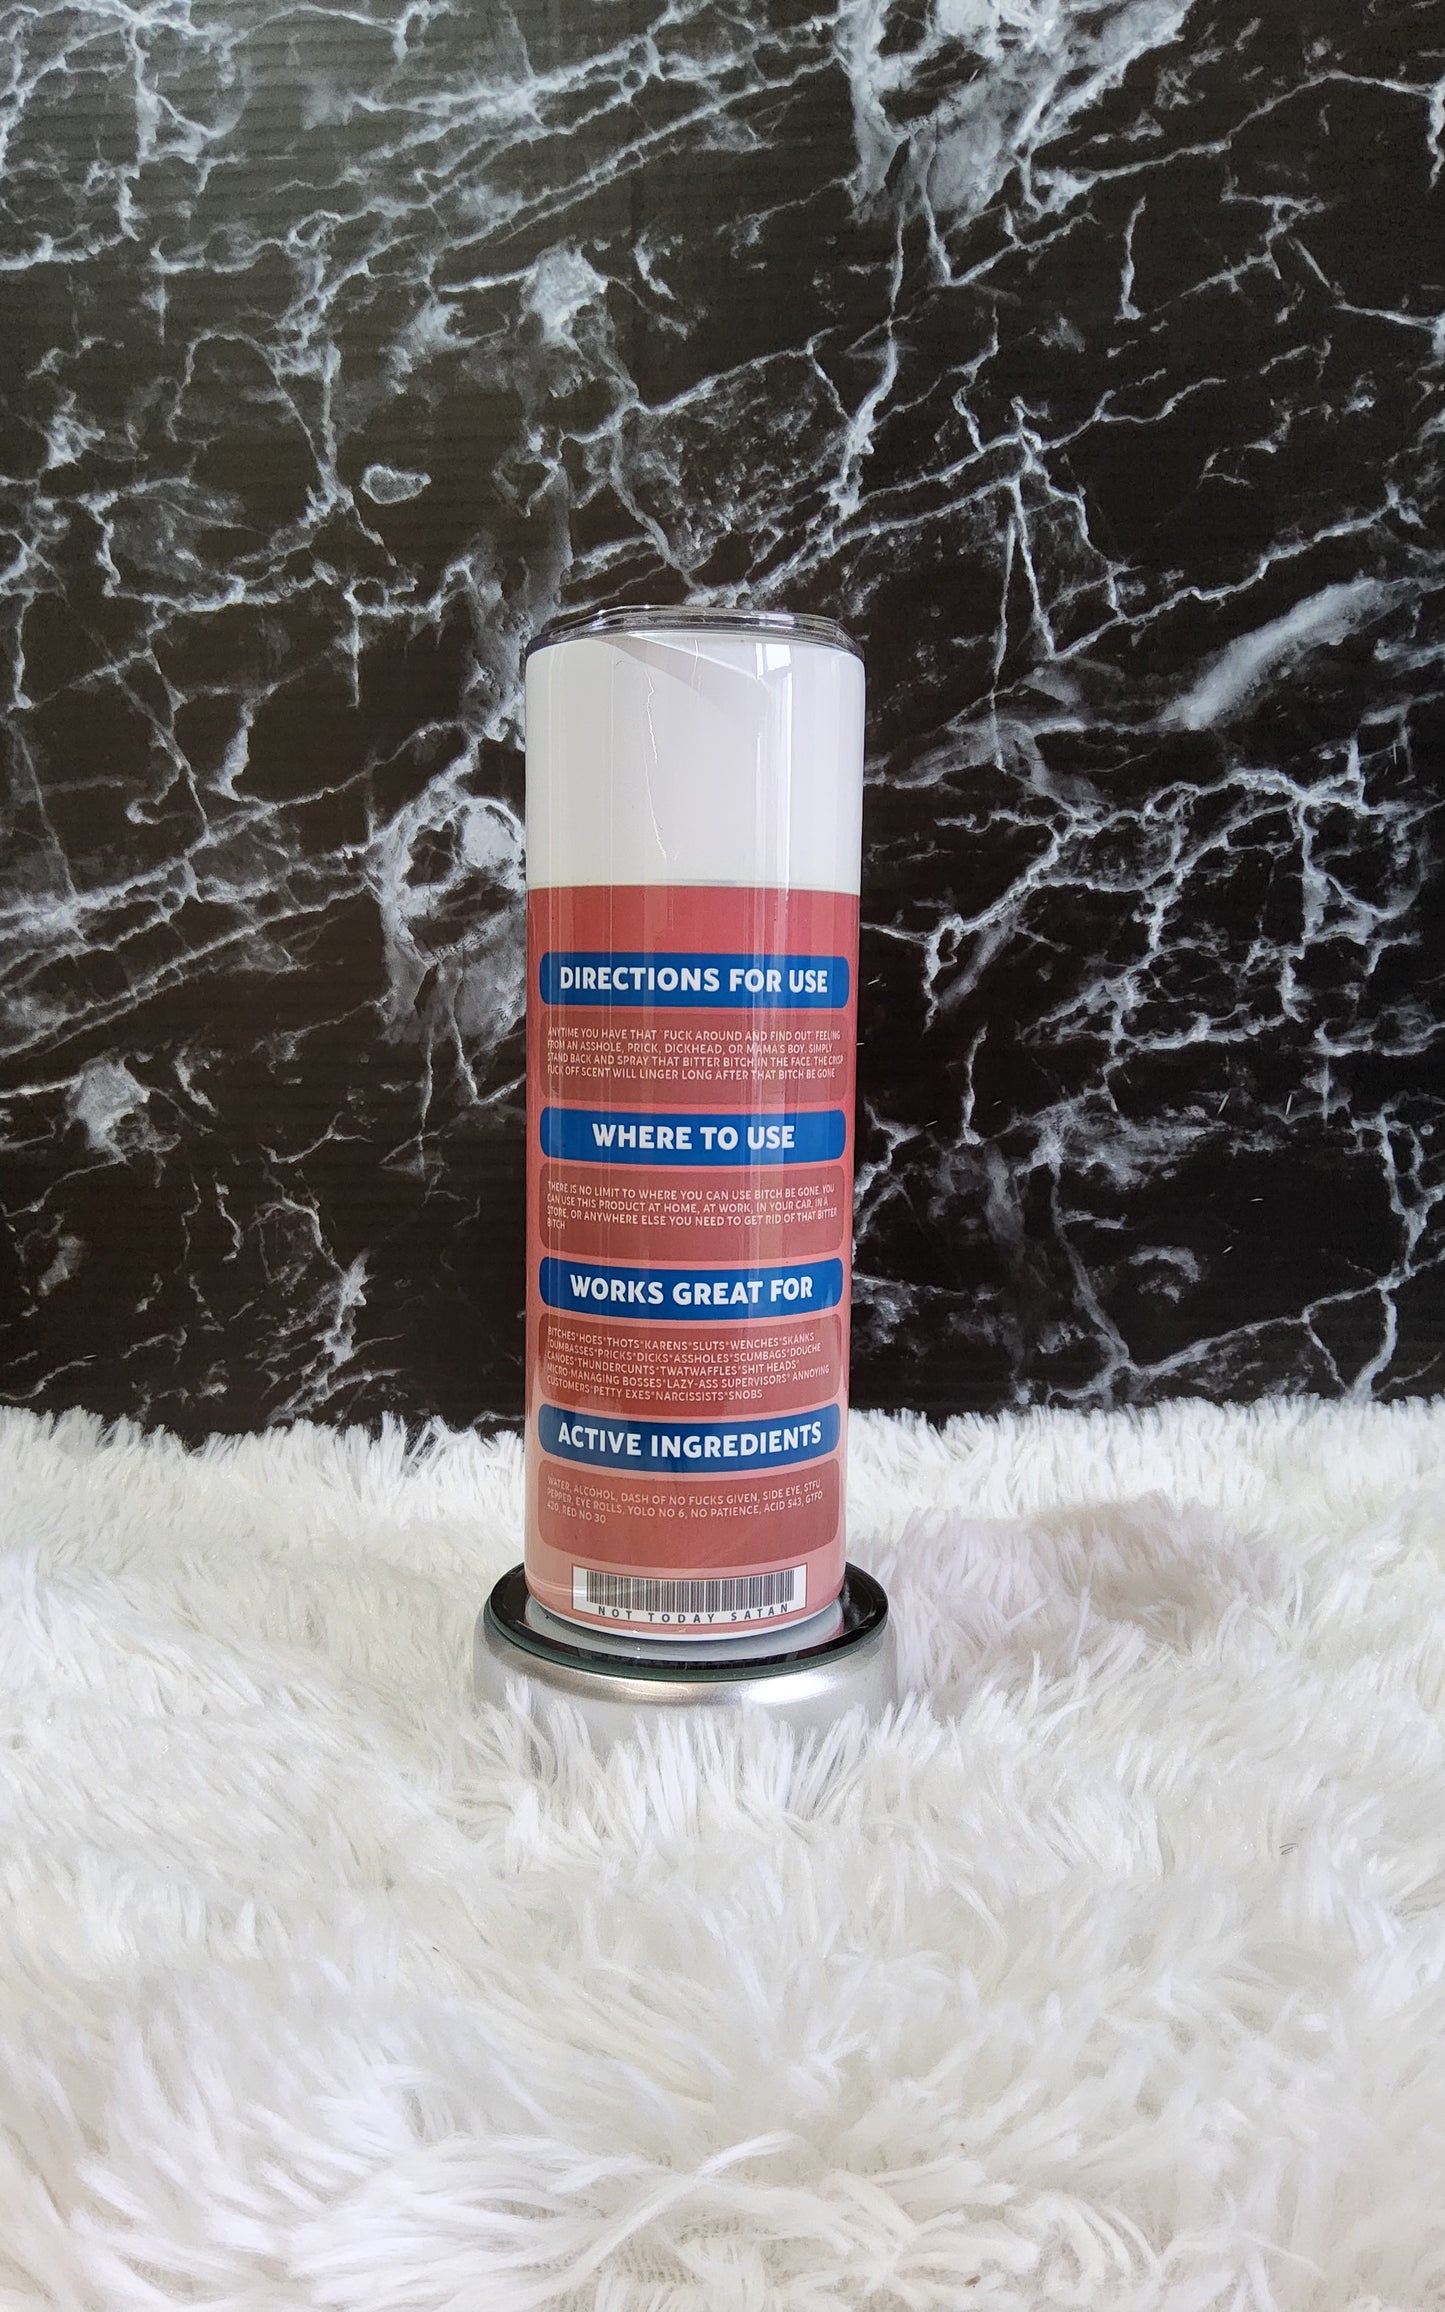 DIRECTIONS FOR USE
ANYTIME YOU HAVE THAT "FUCK AROUND AND FIND OUT" FEELING
FROM AN ASSHOLE, PRICK, DICKHEAD, OR MAMA'S BOY. SIMPLY
STAND BACK AND SPRAY THAT BITTER BITCH IN THE FACE. THE CRISP
FUCK OFF SCENT WILL LINGER LONG AFTER THAT BITCH BE GONE
WHERE TO USE
THERE IS NO LIMIT TO WHERE YOU CAN USE BITCH BE GONE. YOU
CAN USE THIS PRODUCT AT HOME, AT WORK, IN YOUR CAR, IN A
STORE, OR ANYWHERE ELSE YOU NEED TO GET RID OF THAT BITTER
BITCH
WORKS GREAT FOR
BITCHES*HOES*THOTS*KARENS*SLUTS*WENCHES*SKANKS
*DUMBASSES*PRICKS*DICKS*ASSHOLES*SCUMBAGS*DOUCHE
CANOES*THUNDERCUNTS*TWATWAFFLES*SHIT HEADS*
MICRO-MANAGING BOSSES*LAZY-ASS SUPERVISORS* ANNOYING
CUSTOMERS*PETTY EXES*NARCISSISTS*SNOBS
ACTIVE INGREDIENTS
WATER, ALCOHOL, DASH OF NO FUCKS GIVEN, SIDE EYE, STFU
PEPPER, EYE ROLLS, YOLO NO 6, NO PATIENCE, ACID 543, GTFO
420, RED NO 30
NOT TODAY SATAN